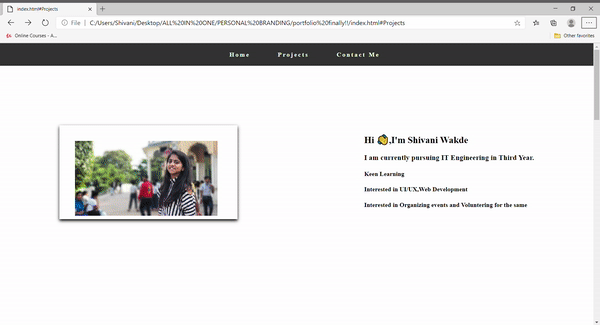 index.html#Projects
File | C:/Users/Shivani/Desktop/ALL%20IN%20ONE/PERSONAL%20BRANDING/portfolio%20finally!!/index.html#Projects
Online Courses - A...
Other favorites
Home Projects Contact Me
Hi 👋,I'm Shivani Wakde
I am currently pursuing IT Engineering in Third Year.
Keen Learning
Interested in UI/UX,Web Development
Interested in Organizing events and Voluntering for the same